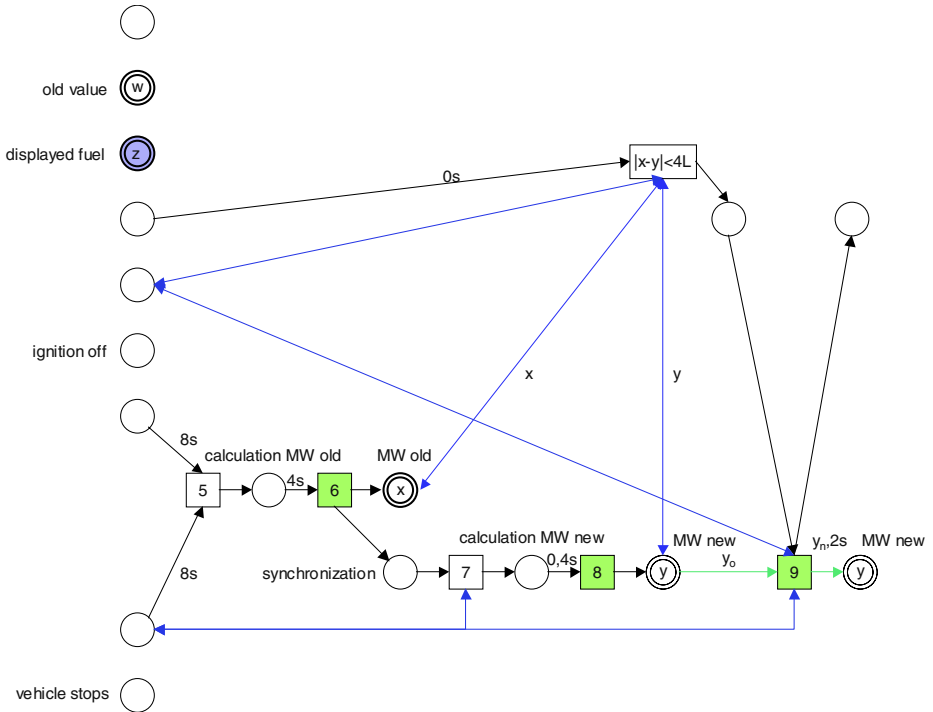 old value
w
displayed fuel
z
|x-y|<4L
0s
ignition off
x
y
8s
calculation MW old
MW old
5
4s
6
x
calculation MW new
MW new
yₙ,2s
MW new
synchronization
7
0,4s
8
y
yₒ
9
y
8s
vehicle stops